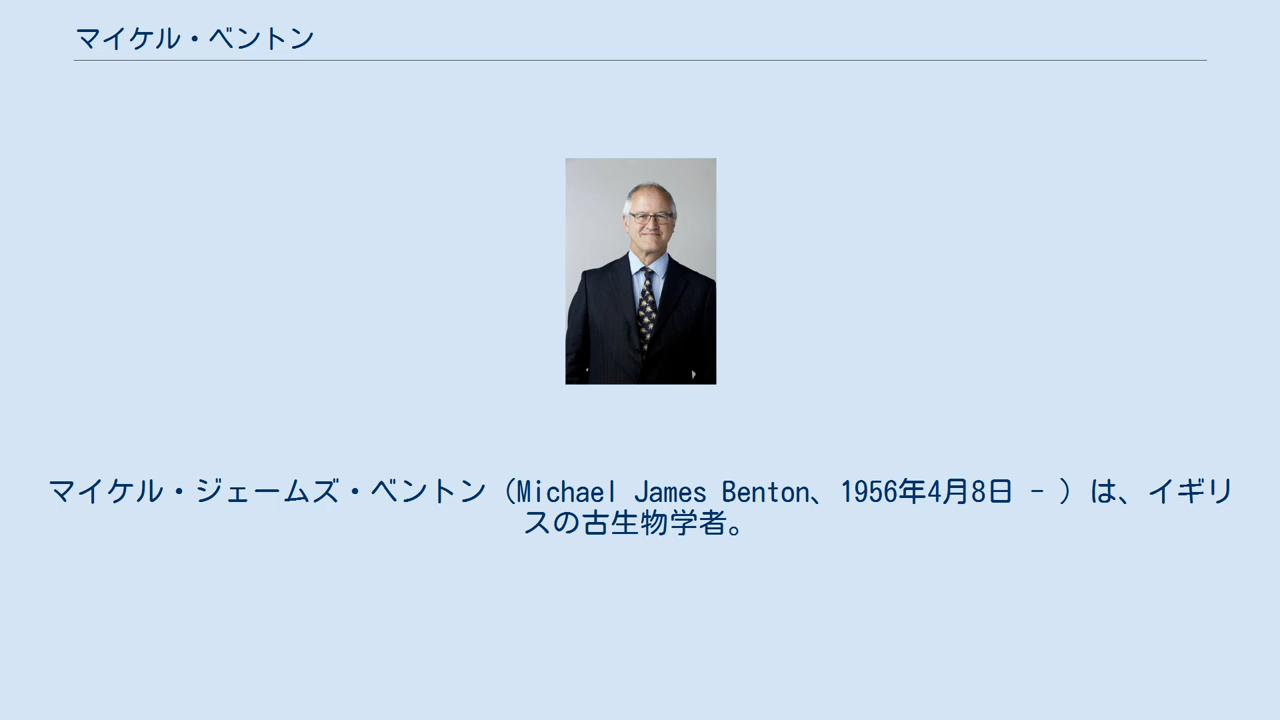 マイケル・ベントン
マイケル・ジェームズ・ベントン（Michael James Benton、1956年4月8日 - ）は、イギリ
スの古生物学者。